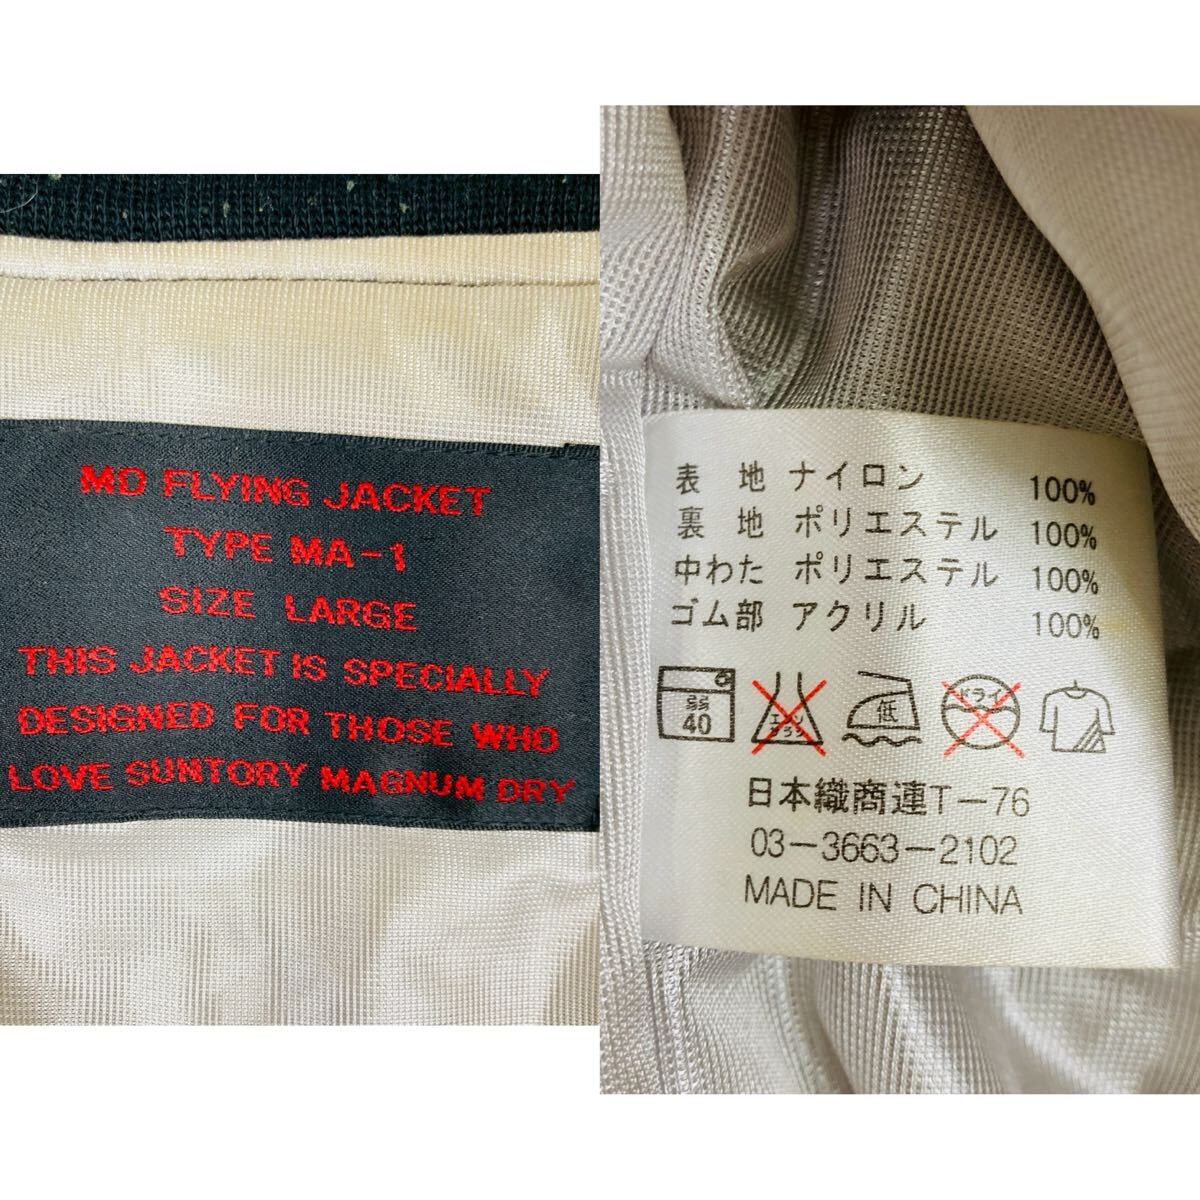 MD FLYING JACKET
TYPE MA-1
SIZE LARGE
THIS JACKET IS SPECIALLY
DESIGNED FOR THOSE WHO
LOVE SUNTORY MAGNUM DRY
表 地 ナイロン 100%
裏 地 ポリエステル 100%
中わた ポリエステル 100%
ゴム部 アクリル 100%
弱 40 エンソ サラシ 低 ドライ
日本織商連T-76
03-3663-2102
MADE IN CHINA